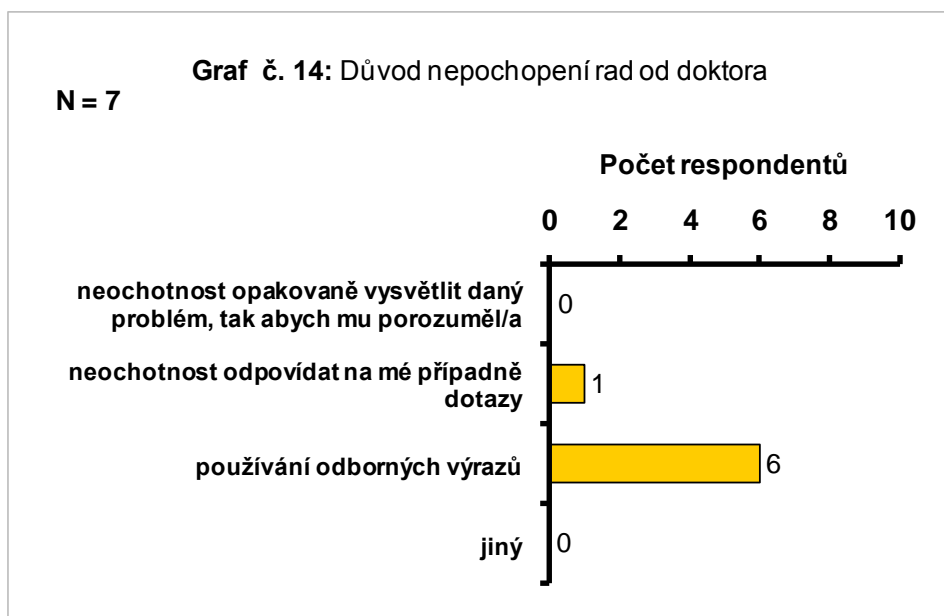 Graf č. 14: Důvod nepochopení rad od doktora
N = 7
Počet respondentů
0 2 4 6 8 10
neochotnost opakovaně vysvětlit daný
problém, tak abych mu porozuměl/a
0
neochotnost odpovídat na mé případně
dotazy
1
používání odborných výrazů
6
jiný
0